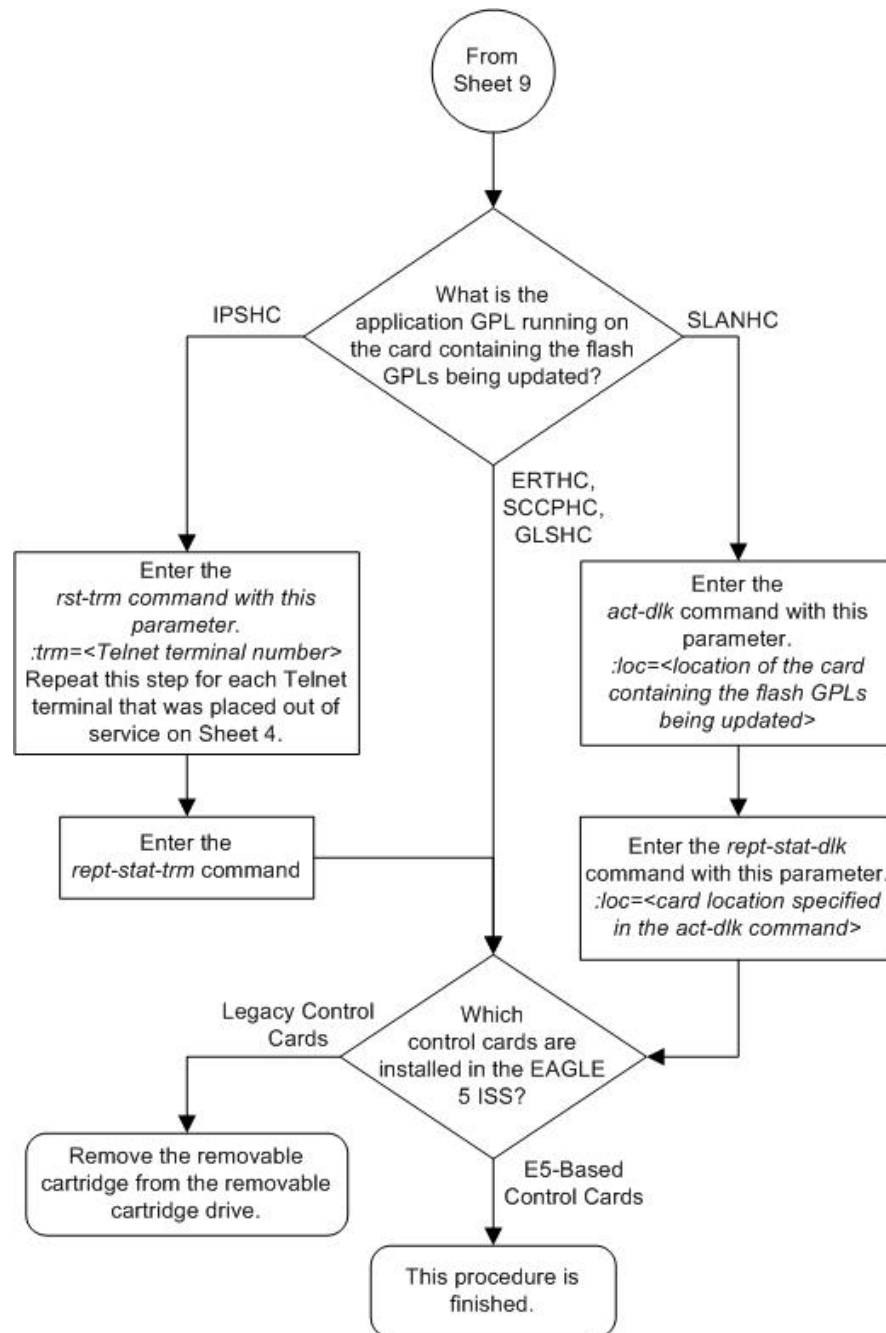 From
Sheet 9
What is the
application GPL running on
the card containing the flash
GPLs being updated?
IPSHC
SLANHC
ERTHC,
SCCPHC,
GLSHC
Enter the
rst-trm command with this
parameter.
:trm=<Telnet terminal number>
Repeat this step for each Telnet
terminal that was placed out of
service on Sheet 4.
Enter the
act-dlk command with this
parameter.
:loc=<location of the card
containing the flash GPLs
being updated>
Enter the
rept-stat-trm command
Enter the rept-stat-dlk
command with this parameter.
:loc=<card location specified
in the act-dlk command>
Which
control cards are
installed in the EAGLE
5 ISS?
Legacy Control
Cards
Remove the removable
cartridge from the removable
cartridge drive.
E5-Based
Control Cards
This procedure is
finished.